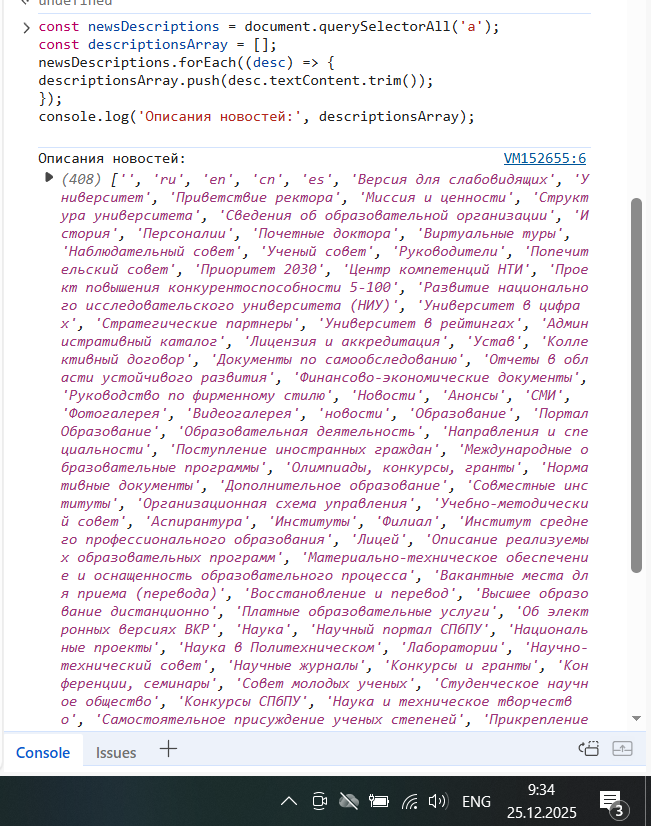 undefined
const newsDescriptions = document.querySelectorAll('a');
const descriptionsArray = [];
newsDescriptions.forEach((desc) => {
descriptionsArray.push(desc.textContent.trim());
});
console.log('Описания новостей:', descriptionsArray);
Описания новостей: VM152655:6
(408) ['', 'ru', 'en', 'cn', 'es', 'Версия для слабовидящих', 'У
ниверситет', 'Приветствие ректора', 'Миссия и ценности', 'Структ
ура университета', 'Сведения об образовательной организации', 'И
стория', 'Персоналии', 'Почетные доктора', 'Виртуальные туры',
'Наблюдательный совет', 'Ученый совет', 'Руководители', 'Попечит
ельский совет', 'Приоритет 2030', 'Центр компетенций НТИ', 'Прое
кт повышения конкурентоспособности 5-100', 'Развитие национально
го исследовательского университета (НИУ)', 'Университет в цифра
х', 'Стратегические партнеры', 'Университет в рейтингах', 'Админ
истративный каталог', 'Лицензия и аккредитация', 'Устав', 'Колле
ктивный договор', 'Документы по самообследованию', 'Отчеты в обл
асти устойчивого развития', 'Финансово-экономические документы',
'Руководство по фирменному стилю', 'Новости', 'Анонсы', 'СМИ',
'Фотогалерея', 'Видеогалерея', 'новости', 'Образование', 'Портал
Образование', 'Образовательная деятельность', 'Направления и спе
циальности', 'Поступление иностранных граждан', 'Международные о
бразовательные программы', 'Олимпиады, конкурсы, гранты', 'Норма
тивные документы', 'Дополнительное образование', 'Совместные инс
титуты', 'Организационная схема управления', 'Учебно-методически
й совет', 'Аспирантура', 'Институты', 'Филиал', 'Институт средне
го профессионального образования', 'Лицей', 'Описание реализуемы
х образовательных программ', 'Материально-техническое обеспечени
е и оснащенность образовательного процесса', 'Вакантные места дл
я приема (перевода)', 'Восстановление и перевод', 'Высшее образо
вание дистанционно', 'Платные образовательные услуги', 'Об элект
ронных версиях ВКР', 'Наука', 'Научный портал СПбПУ', 'Националь
ные проекты', 'Наука в Политехническом', 'Лаборатории', 'Научно-
технический совет', 'Научные журналы', 'Конкурсы и гранты', 'Кон
ференции, семинары', 'Совет молодых ученых', 'Студенческое научн
ое общество', 'Конкурсы СПбПУ', 'Наука и техническое творчеств
о', 'Самостоятельное присуждение ученых степеней', 'Прикрепление
Console Issues
ENG 9:34
25.12.2025 3